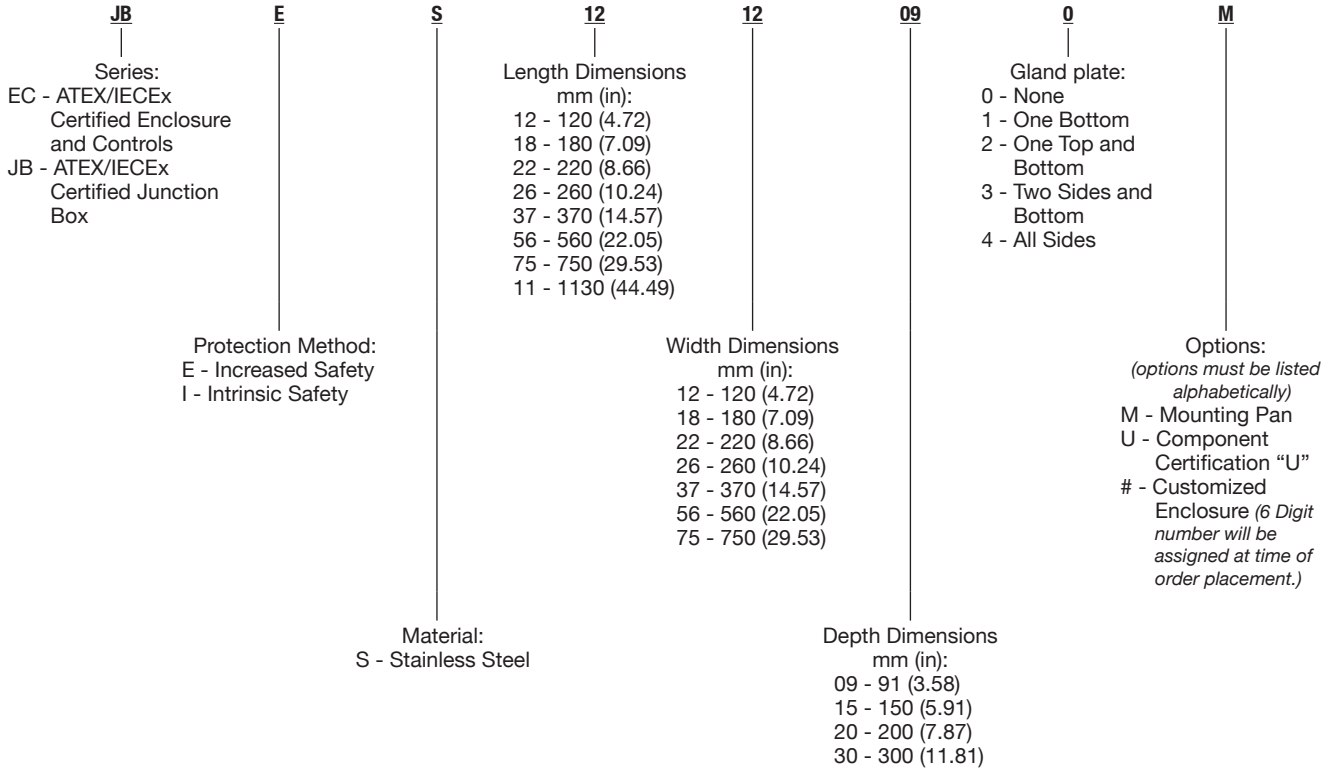 JB E S 12 12 09 0 M
Series:
EC - ATEX/IECEx
Certified Enclosure
and Controls
JB - ATEX/IECEx
Certified Junction
Box
Length Dimensions
mm (in):
12 - 120 (4.72)
18 - 180 (7.09)
22 - 220 (8.66)
26 - 260 (10.24)
37 - 370 (14.57)
56 - 560 (22.05)
75 - 750 (29.53)
11 - 1130 (44.49)
Gland plate:
0 - None
1 - One Bottom
2 - One Top and
Bottom
3 - Two Sides and
Bottom
4 - All Sides
Protection Method:
E - Increased Safety
I - Intrinsic Safety
Width Dimensions
mm (in):
12 - 120 (4.72)
18 - 180 (7.09)
22 - 220 (8.66)
26 - 260 (10.24)
37 - 370 (14.57)
56 - 560 (22.05)
75 - 750 (29.53)
Options:
(options must be listed
alphabetically)
M - Mounting Pan
U - Component
Certification “U”
# - Customized
Enclosure (6 Digit
number will be
assigned at time of
order placement.)
Material:
S - Stainless Steel
Depth Dimensions
mm (in):
09 - 91 (3.58)
15 - 150 (5.91)
20 - 200 (7.87)
30 - 300 (11.81)